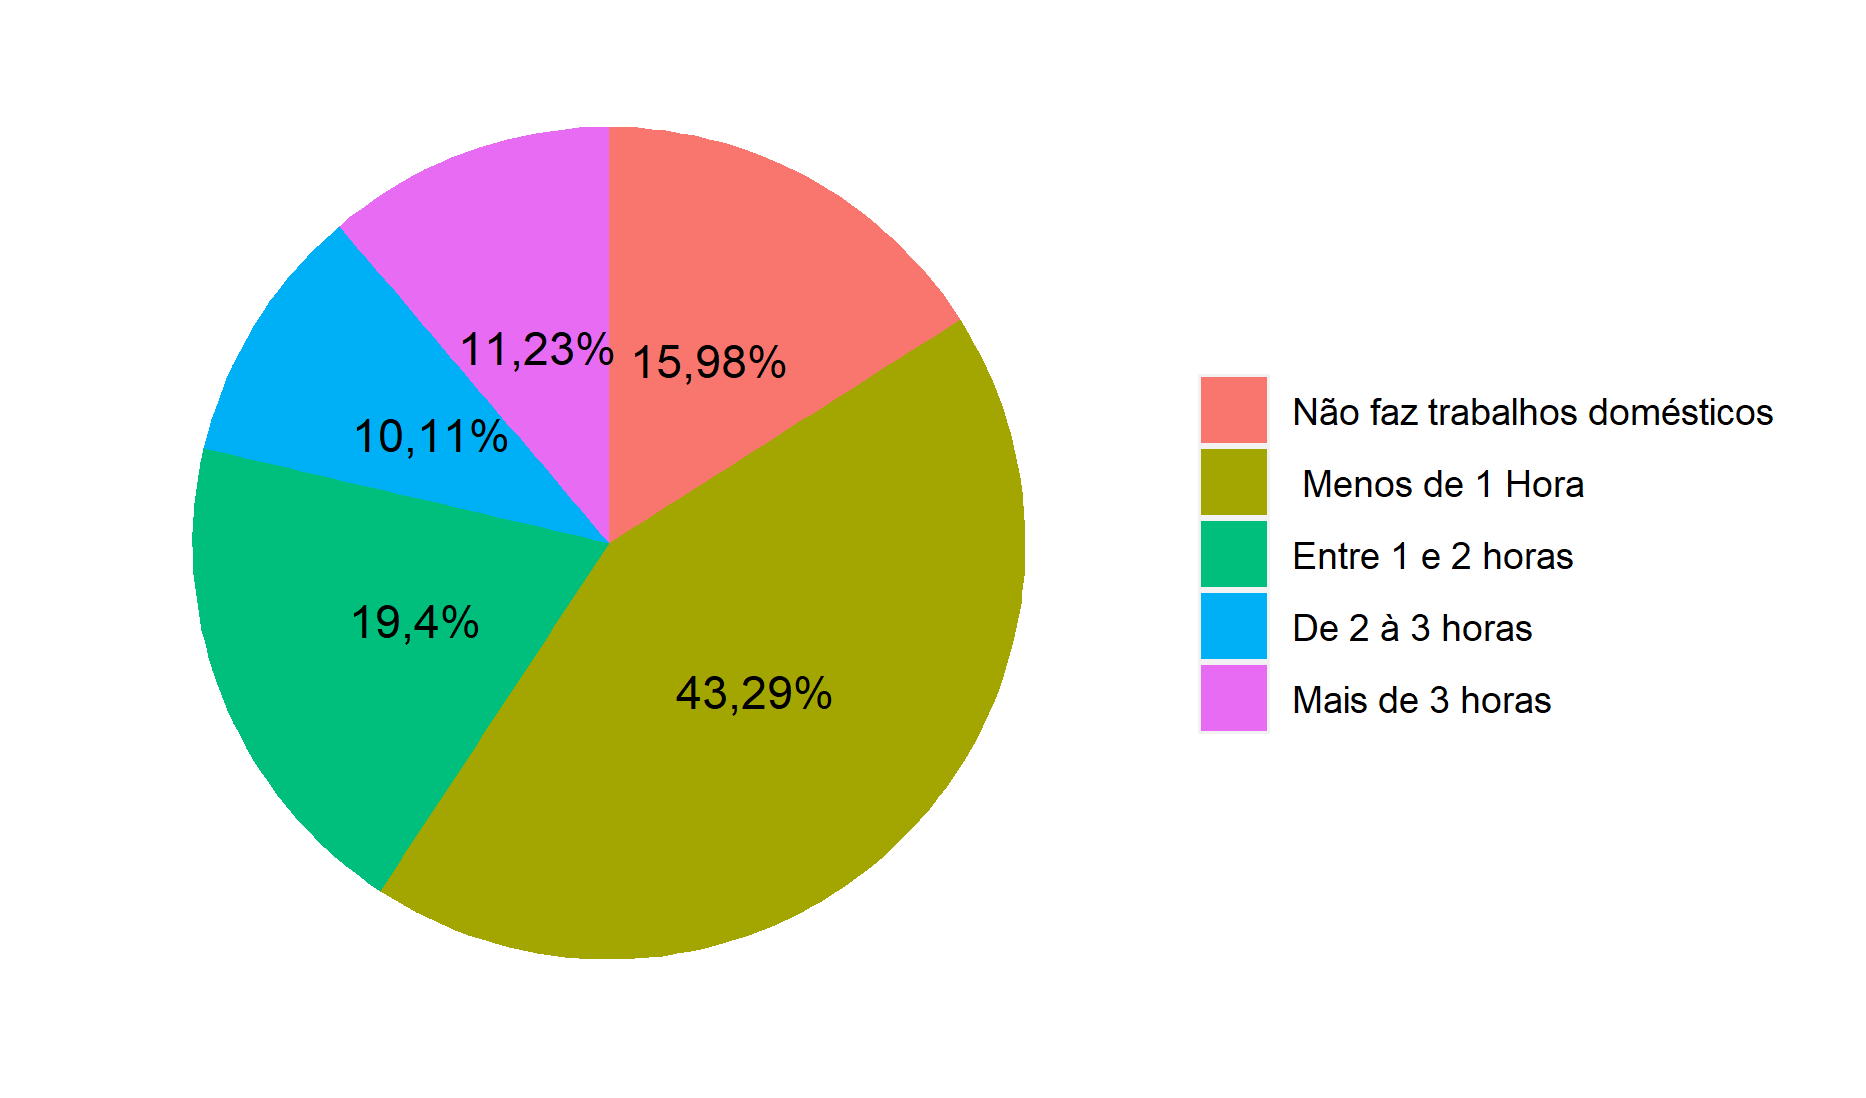 11,23%
15,98%
10,11%
19,4%
43,29%
Não faz trabalhos domésticos
Menos de 1 Hora
Entre 1 e 2 horas
De 2 à 3 horas
Mais de 3 horas